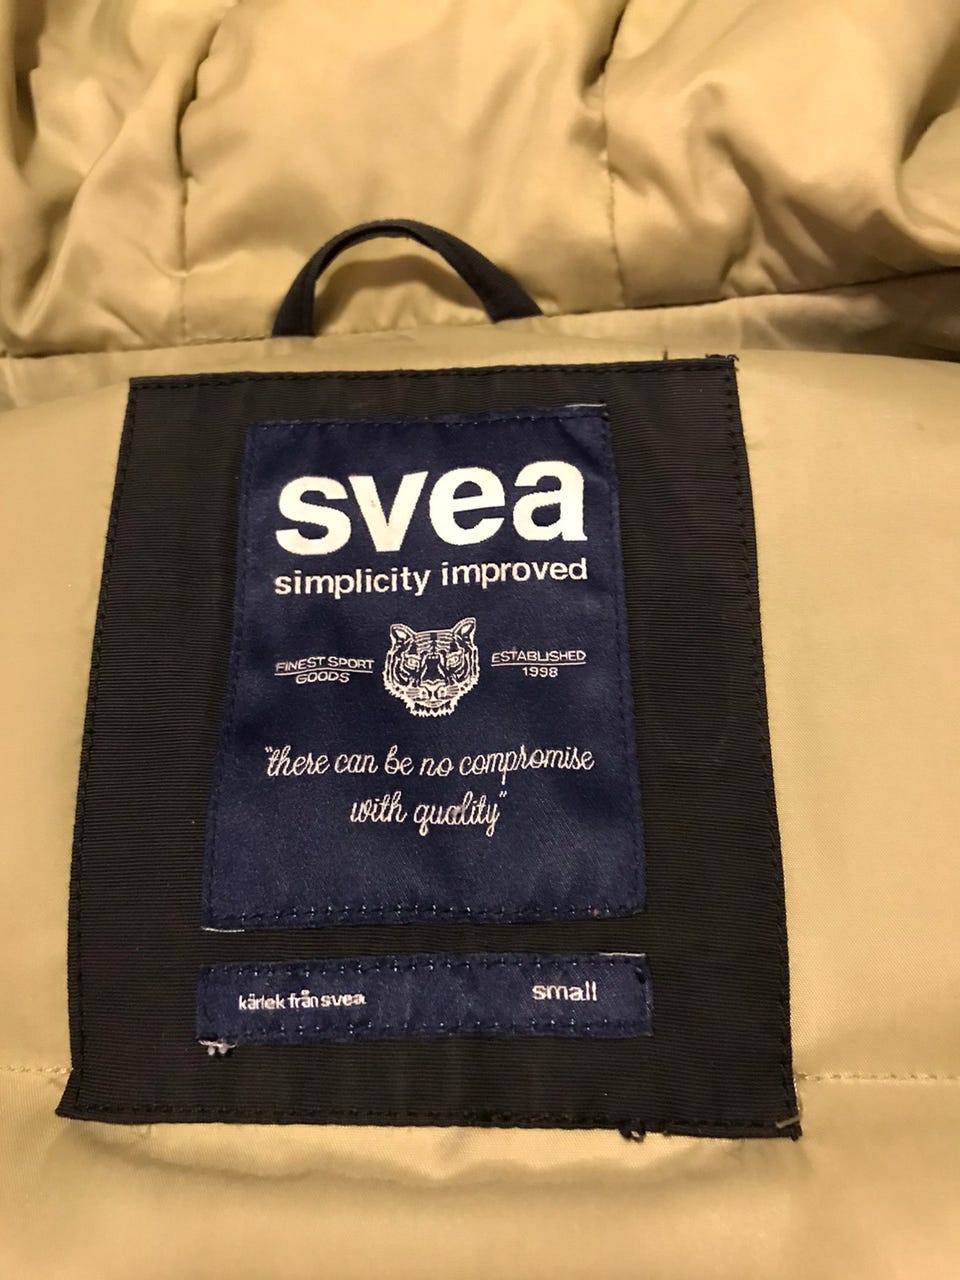 svea
simplicity improved
FINEST SPORT
GOODS
ESTABLISHED
1998
"there can be no compromise
with quality"
kärlek från svea.
small